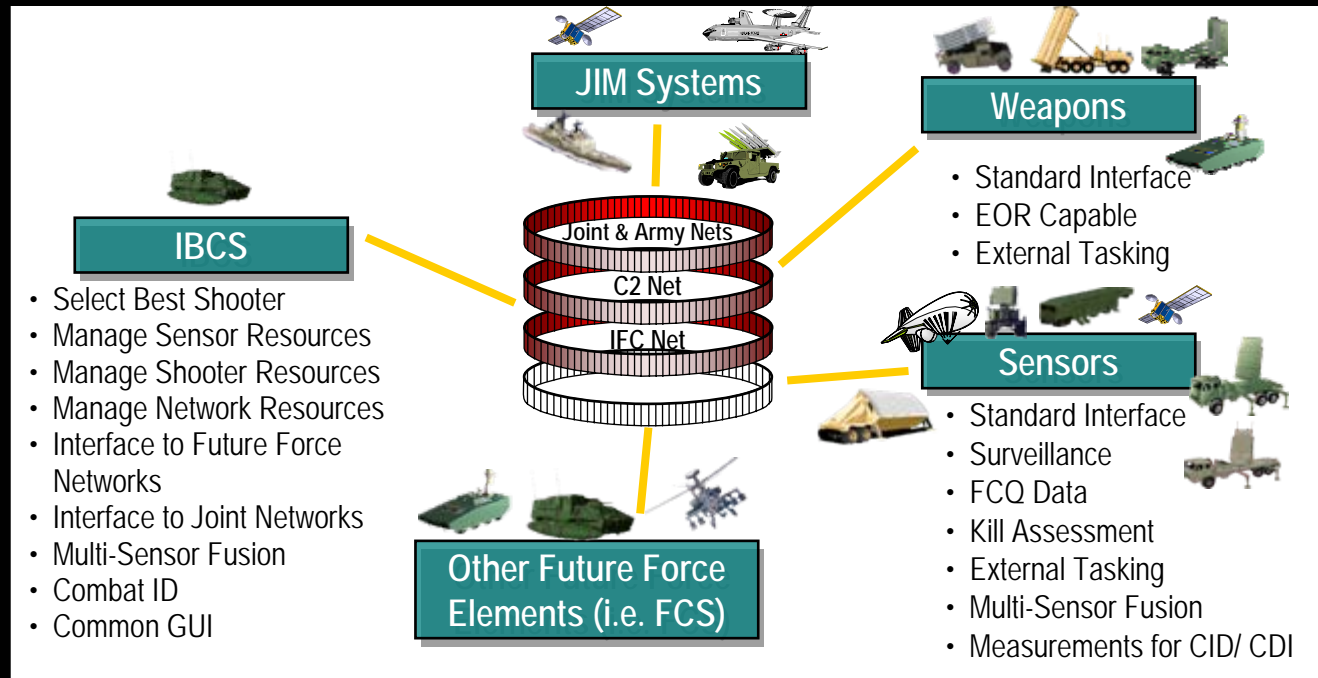 JIM Systems
Weapons
• Standard Interface
• EOR Capable
• External Tasking
IBCS
• Select Best Shooter
• Manage Sensor Resources
• Manage Shooter Resources
• Manage Network Resources
• Interface to Future Force
Networks
• Interface to Joint Networks
• Multi-Sensor Fusion
• Combat ID
• Common GUI
Joint & Army Nets
C2 Net
IFC Net
Sensors
• Standard Interface
• Surveillance
• FCQ Data
• Kill Assessment
• External Tasking
• Multi-Sensor Fusion
• Measurements for CID/ CDI
Other Future Force
Elements (i.e. FCS)